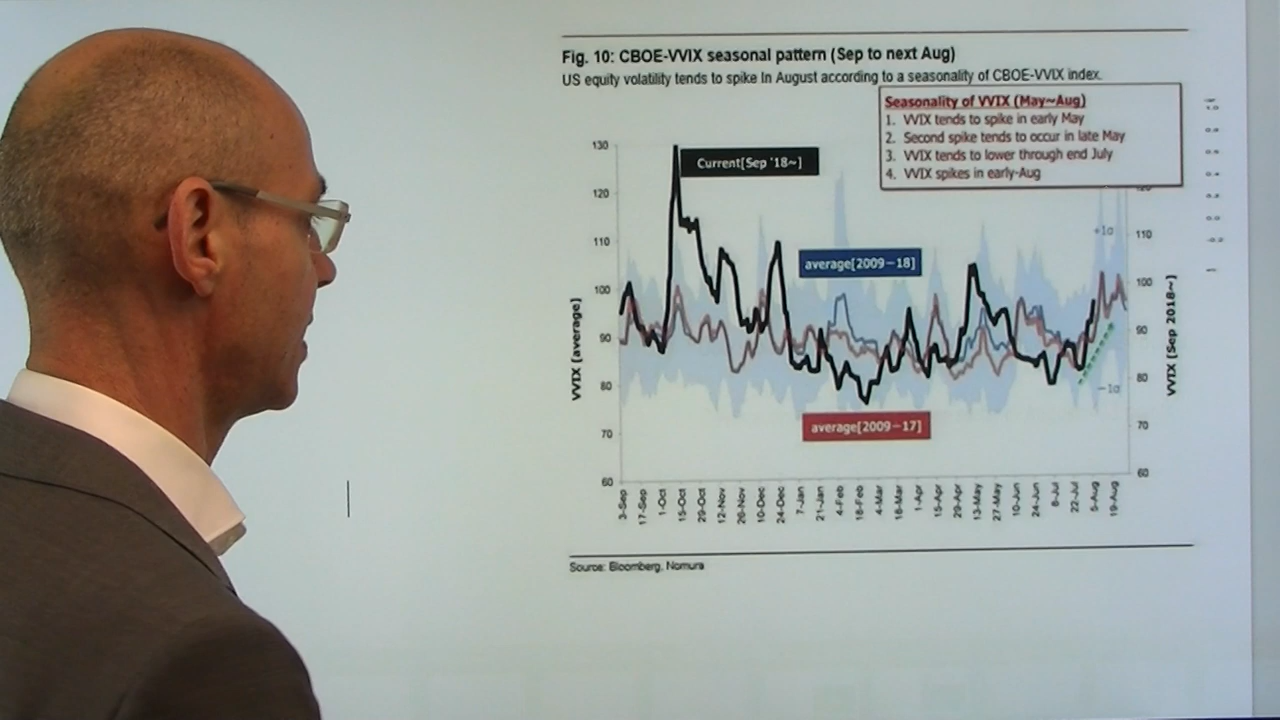 Fig. 10: CBOE-VVIX seasonal pattern (Sep to next Aug)
US equity volatility tends to spike In August according to a seasonality of CBOE-VVIX index.
Seasonality of VVIX (May~Aug)
1. VVIX tends to spike in early May
2. Second spike tends to occur in late May
3. VVIX tends to lower through end July
4. VVIX spikes in early-Aug
Current[Sep '18~]
average[2009－18]
average[2009－17]
+1σ
－1σ
VVIX (average)
130
120
110
100
90
80
70
60
VVIX (Sep 2018~)
110
100
90
80
70
60
3-Sep
17-Sep
1-Oct
15-Oct
29-Oct
12-Nov
26-Nov
10-Dec
24-Dec
7-Jan
21-Jan
4-Feb
18-Feb
4-Mar
18-Mar
1-Apr
15-Apr
29-Apr
13-May
27-May
10-Jun
24-Jun
8-Jul
22-Jul
5-Aug
19-Aug
Source: Bloomberg, Nomura